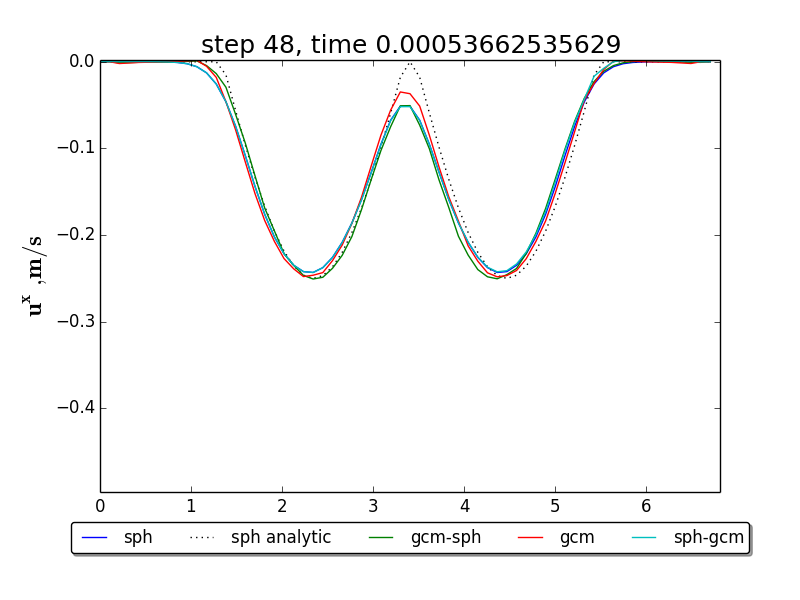 step 48, time 0.00053662535629
0.0
−0.1
−0.2
−0.3
−0.4
u^x ,m/s
0 1 2 3 4 5 6
sph sph analytic gcm-sph gcm sph-gcm